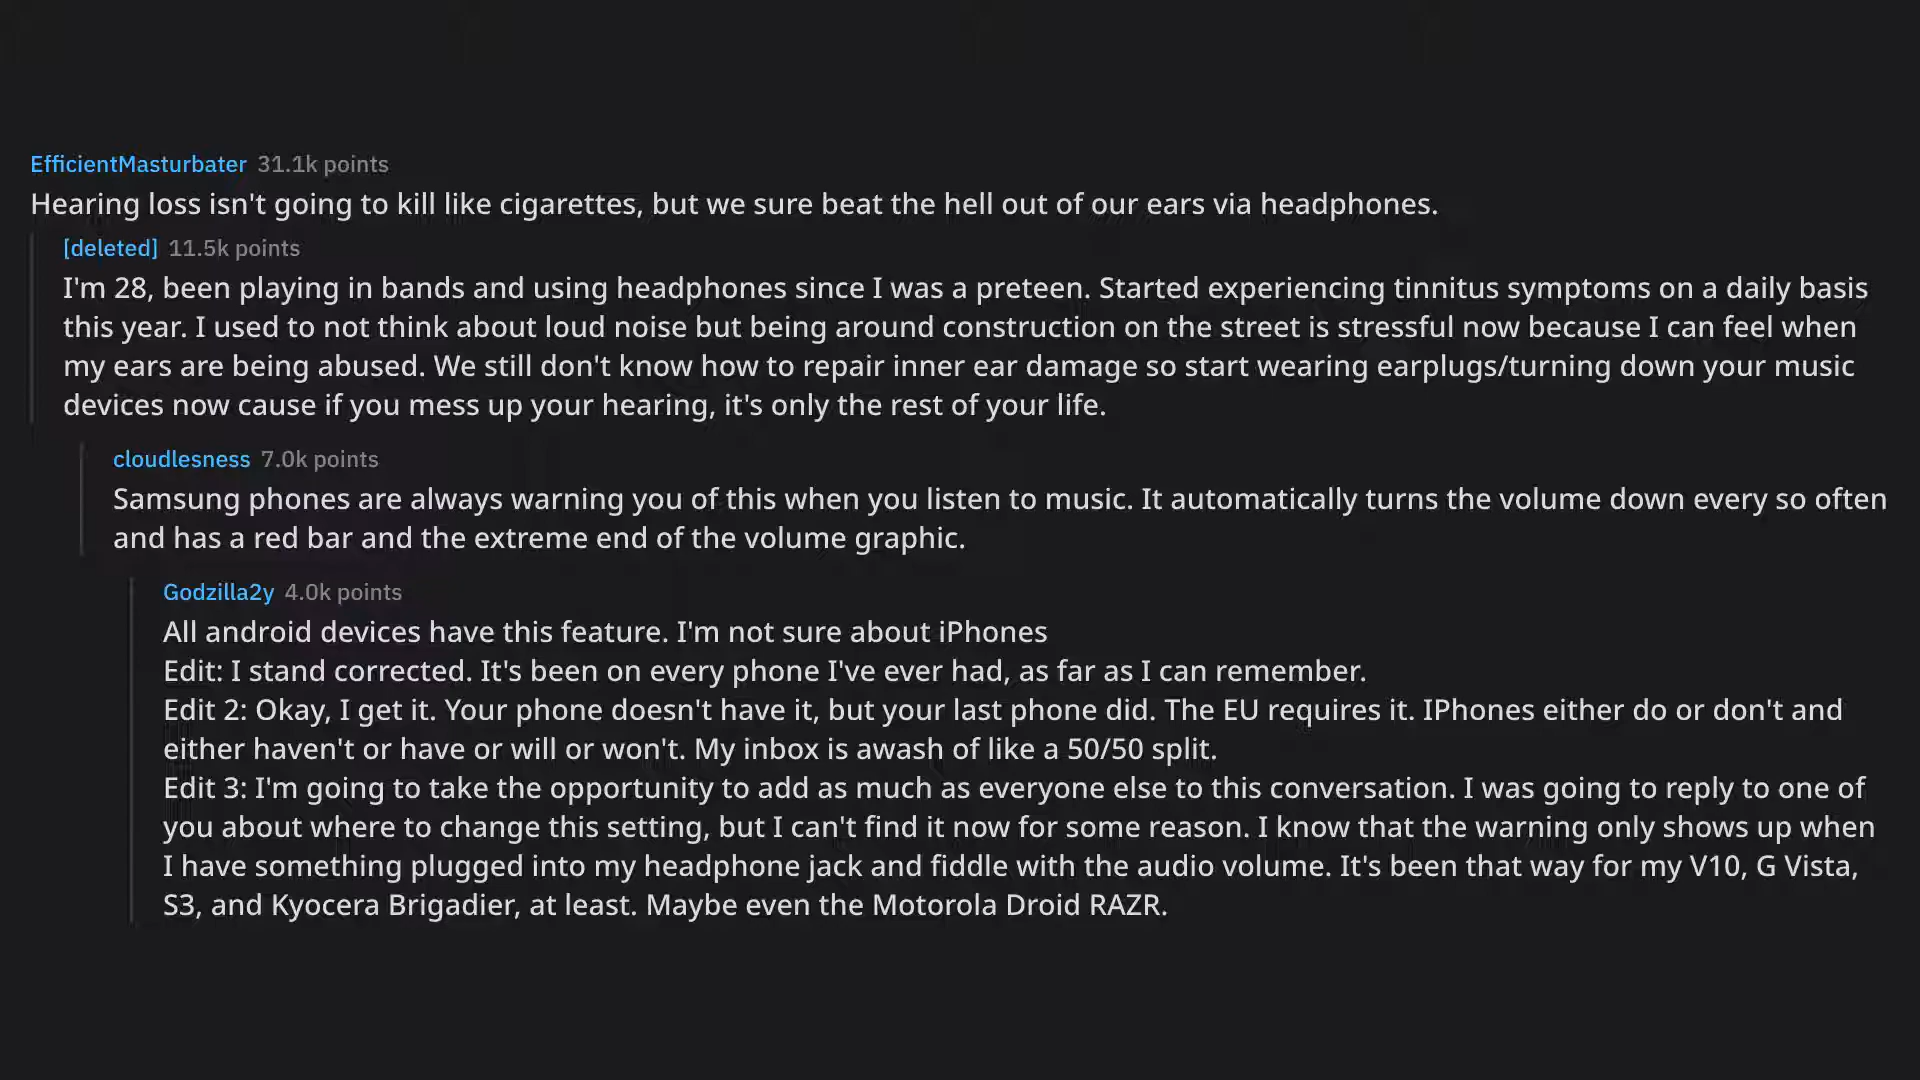 EfficientMasturbater 31.1k points
Hearing loss isn't going to kill like cigarettes, but we sure beat the hell out of our ears via headphones.
[deleted] 11.5k points
I'm 28, been playing in bands and using headphones since I was a preteen. Started experiencing tinnitus symptoms on a daily basis
this year. I used to not think about loud noise but being around construction on the street is stressful now because I can feel when
my ears are being abused. We still don't know how to repair inner ear damage so start wearing earplugs/turning down your music
devices now cause if you mess up your hearing, it's only the rest of your life.
cloudlesness 7.0k points
Samsung phones are always warning you of this when you listen to music. It automatically turns the volume down every so often
and has a red bar and the extreme end of the volume graphic.
Godzilla2y 4.0k points
All android devices have this feature. I'm not sure about iPhones
Edit: I stand corrected. It's been on every phone I've ever had, as far as I can remember.
Edit 2: Okay, I get it. Your phone doesn't have it, but your last phone did. The EU requires it. IPhones either do or don't and
either haven't or have or will or won't. My inbox is awash of like a 50/50 split.
Edit 3: I'm going to take the opportunity to add as much as everyone else to this conversation. I was going to reply to one of
you about where to change this setting, but I can't find it now for some reason. I know that the warning only shows up when
I have something plugged into my headphone jack and fiddle with the audio volume. It's been that way for my V10, G Vista,
S3, and Kyocera Brigadier, at least. Maybe even the Motorola Droid RAZR.